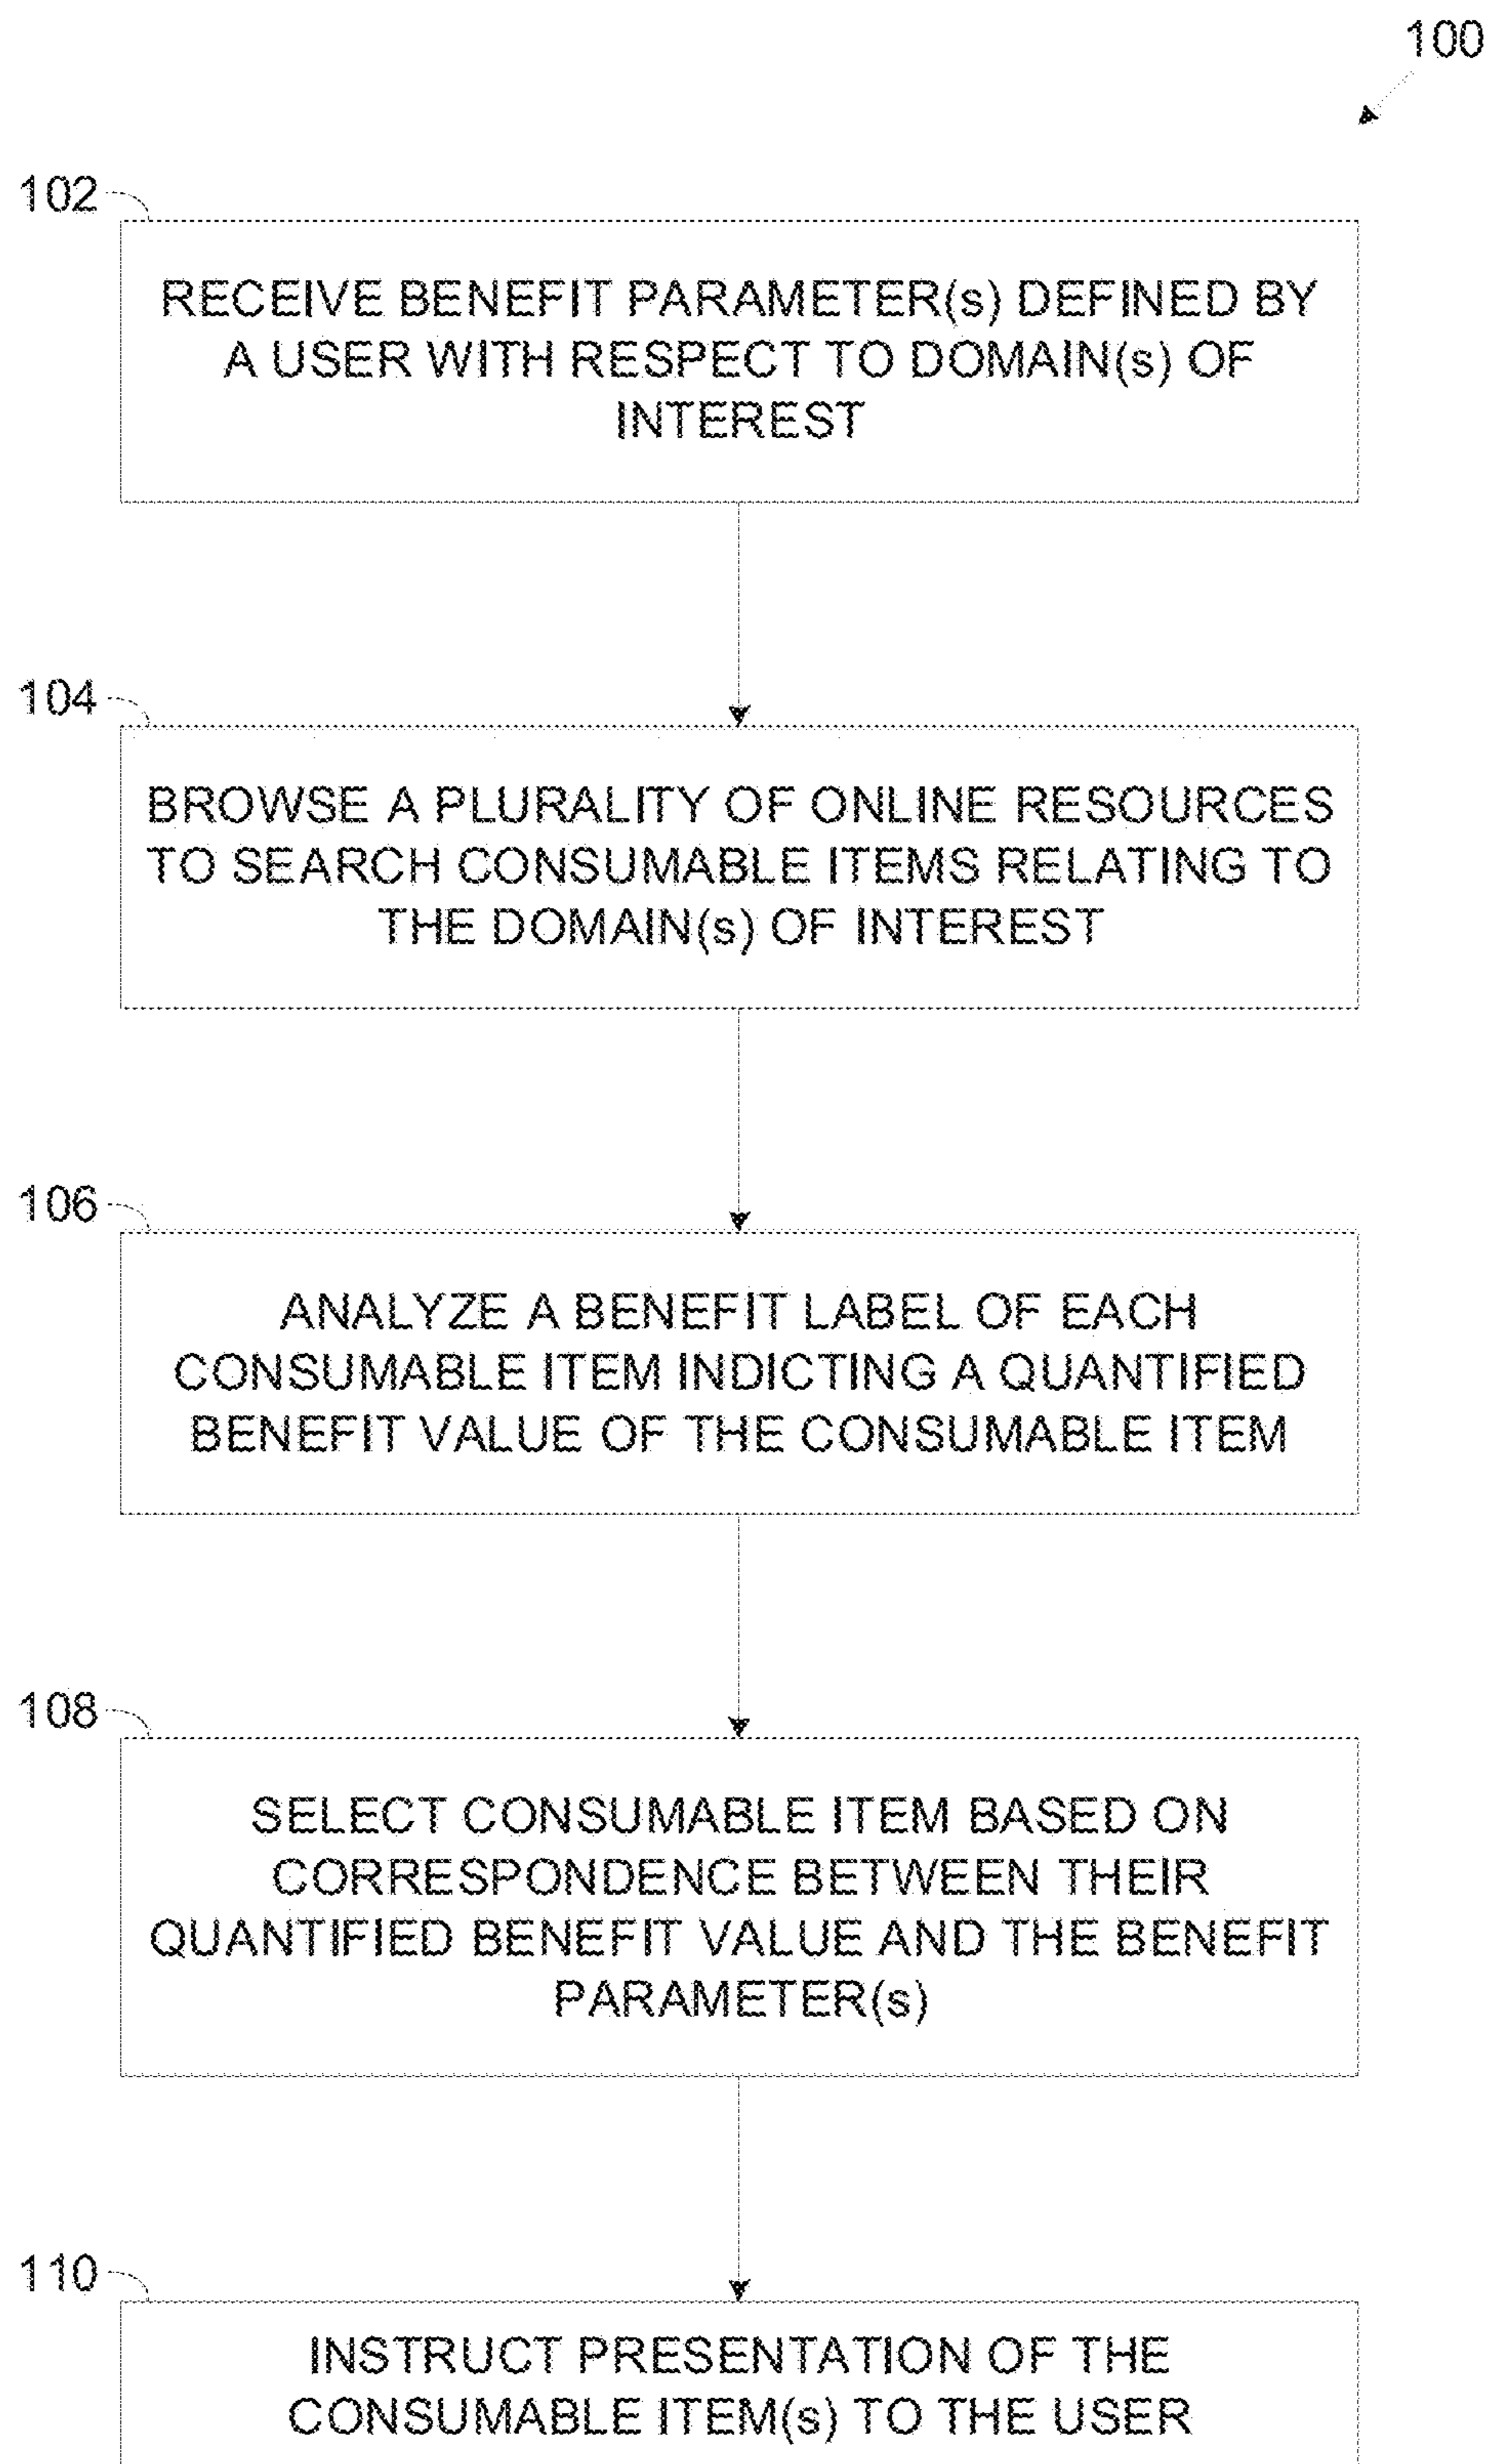 100
102
RECEIVE BENEFIT PARAMETER(s) DEFINED BY
A USER WITH RESPECT TO DOMAIN(s) OF
INTEREST
104
BROWSE A PLURALITY OF ONLINE RESOURCES
TO SEARCH CONSUMABLE ITEMS RELATING TO
THE DOMAIN(s) OF INTEREST
106
ANALYZE A BENEFIT LABEL OF EACH
CONSUMABLE ITEM INDICTING A QUANTIFIED
BENEFIT VALUE OF THE CONSUMABLE ITEM
108
SELECT CONSUMABLE ITEM BASED ON
CORRESPONDENCE BETWEEN THEIR
QUANTIFIED BENEFIT VALUE AND THE BENEFIT
PARAMETER(s)
110
INSTRUCT PRESENTATION OF THE
CONSUMABLE ITEM(s) TO THE USER